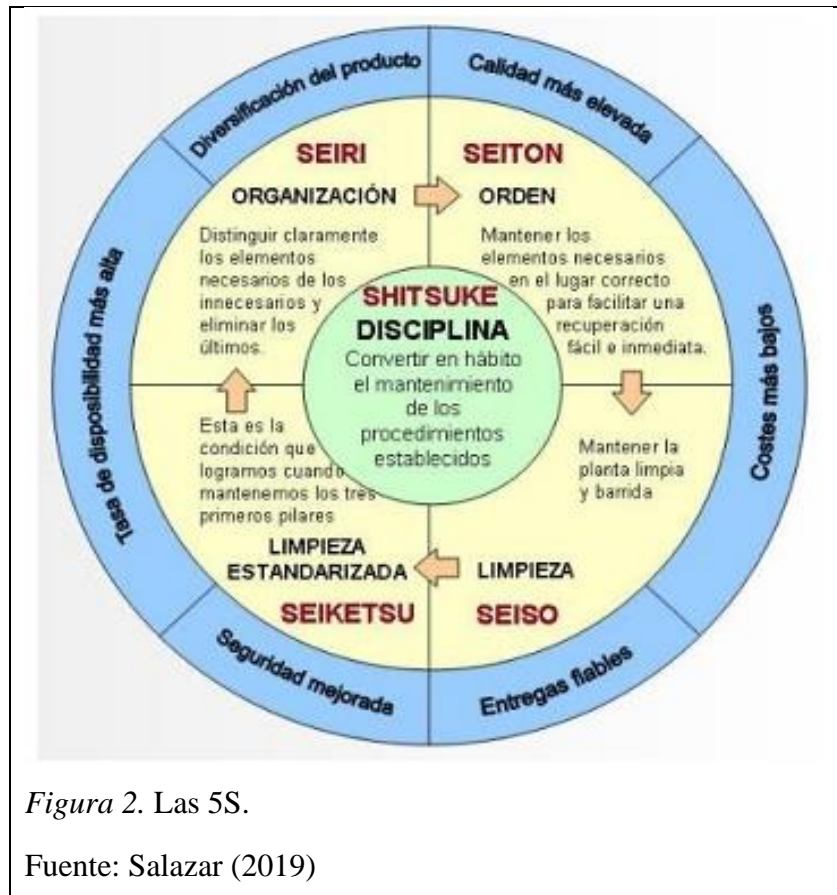 Diversificación del producto
Calidad más elevada
Costes más bajos
Entregas fiables
Seguridad mejorada
Tasa de disposibilidad más alta
SEIRI
ORGANIZACIÓN
Distinguir claramente
los elementos
necesarios de los
innecesarios y
eliminar los
últimos.
SEITON
ORDEN
Mantener los
elementos necesarios
en el lugar correcto
para facilitar una
recuperación
fácil e inmediata.
SHITSUKE
DISCIPLINA
Convertir en hábito
el mantenimiento
de los
procedimientos
establecidos
Mantener la
planta limpia
y barrida
LIMPIEZA
SEISO
Esta es la
condición que
logramos cuando
mantenemos los tres
primeros pilares
LIMPIEZA
ESTANDARIZADA
SEIKETSU
Figura 2. Las 5S.
Fuente: Salazar (2019)